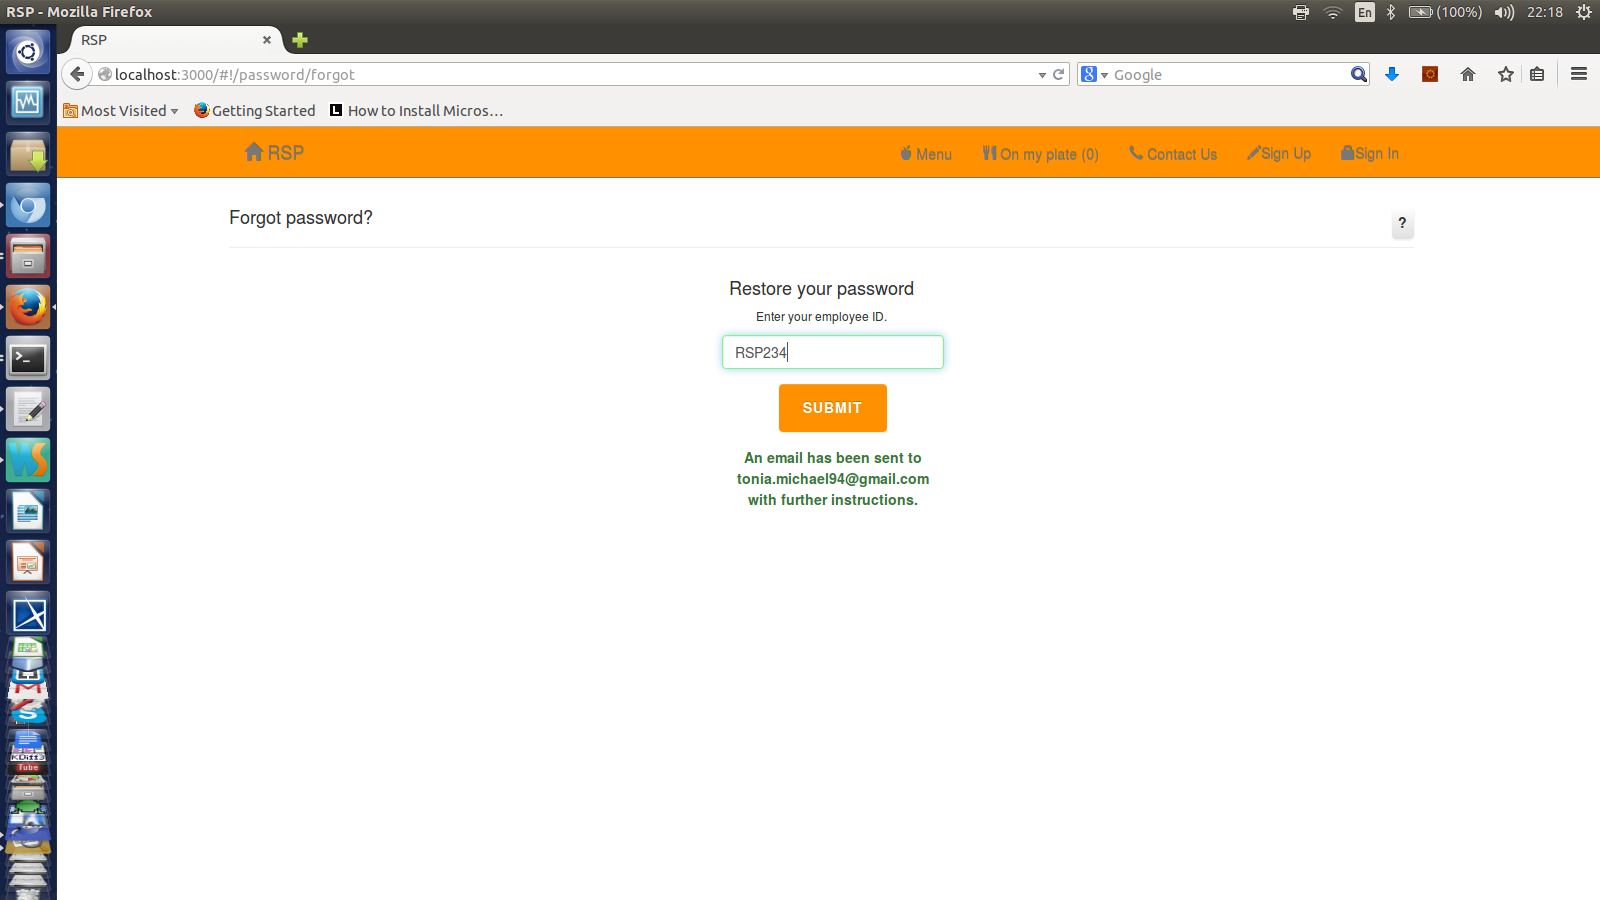 RSP - Mozilla Firefox
En
(100%)
22:18
RSP
localhost:3000/#!/password/forgot
Google
Most Visited
Getting Started
How to Install Micros...
RSP
Menu
On my plate (0)
Contact Us
Sign Up
Sign In
Forgot password?
?
Restore your password
Enter your employee ID.
RSP234
SUBMIT
An email has been sent to
tonia.michael94@gmail.com
with further instructions.
KDiff3
Tube